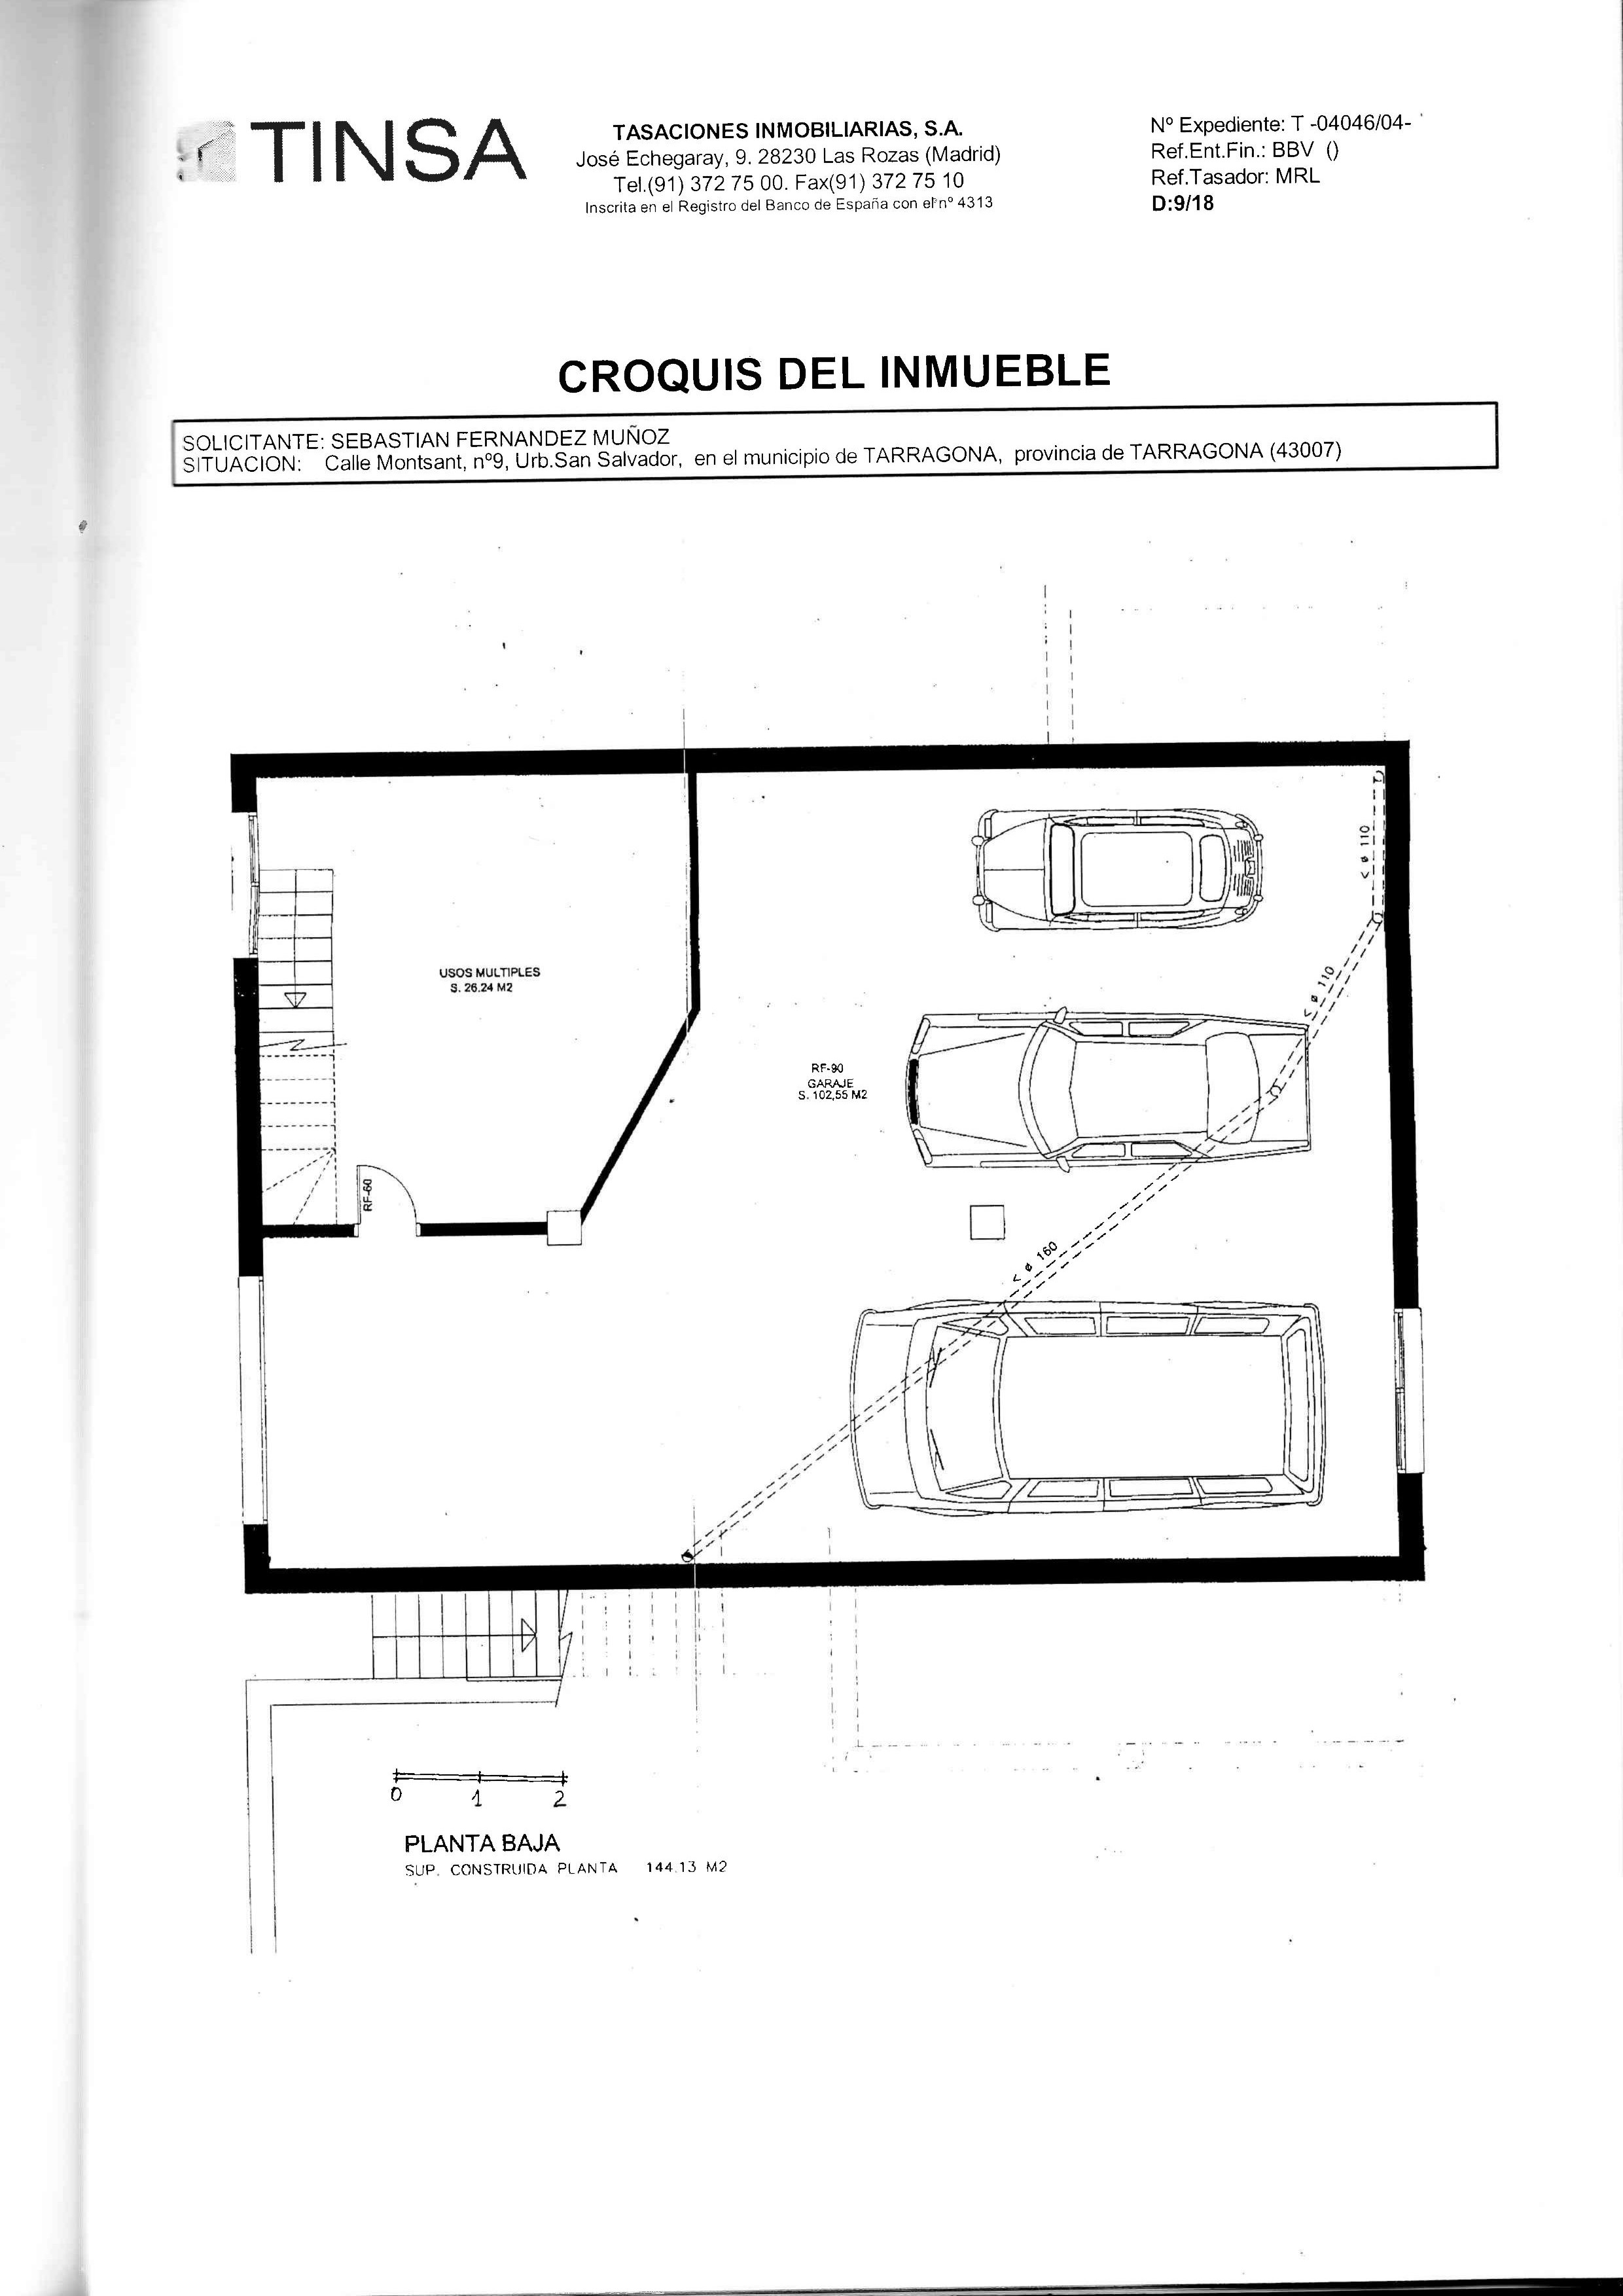 TINSA
TASACIONES INMOBILIARIAS, S.A.
José Echegaray, 9. 28230 Las Rozas (Madrid)
Tel.(91) 372 75 00. Fax(91) 372 75 10
Inscrita en el Registro del Banco de España con el nº 4313
Nº Expediente: T -04046/04-
Ref.Ent.Fin.: BBV ()
Ref.Tasador: MRL
D:9/18
CROQUIS DEL INMUEBLE
SOLICITANTE: SEBASTIAN FERNANDEZ MUÑOZ
SITUACION: Calle Montsant, nº9, Urb.San Salvador, en el municipio de TARRAGONA, provincia de TARRAGONA (43007)
< ø 110
< ø 110
USOS MULTIPLES
S. 26.24 M2
RF-90
GARAJE
S. 102,55 M2
RF-60
< ø 160
0 1 2
PLANTA BAJA
SUP. CONSTRUIDA PLANTA 144.13 M2